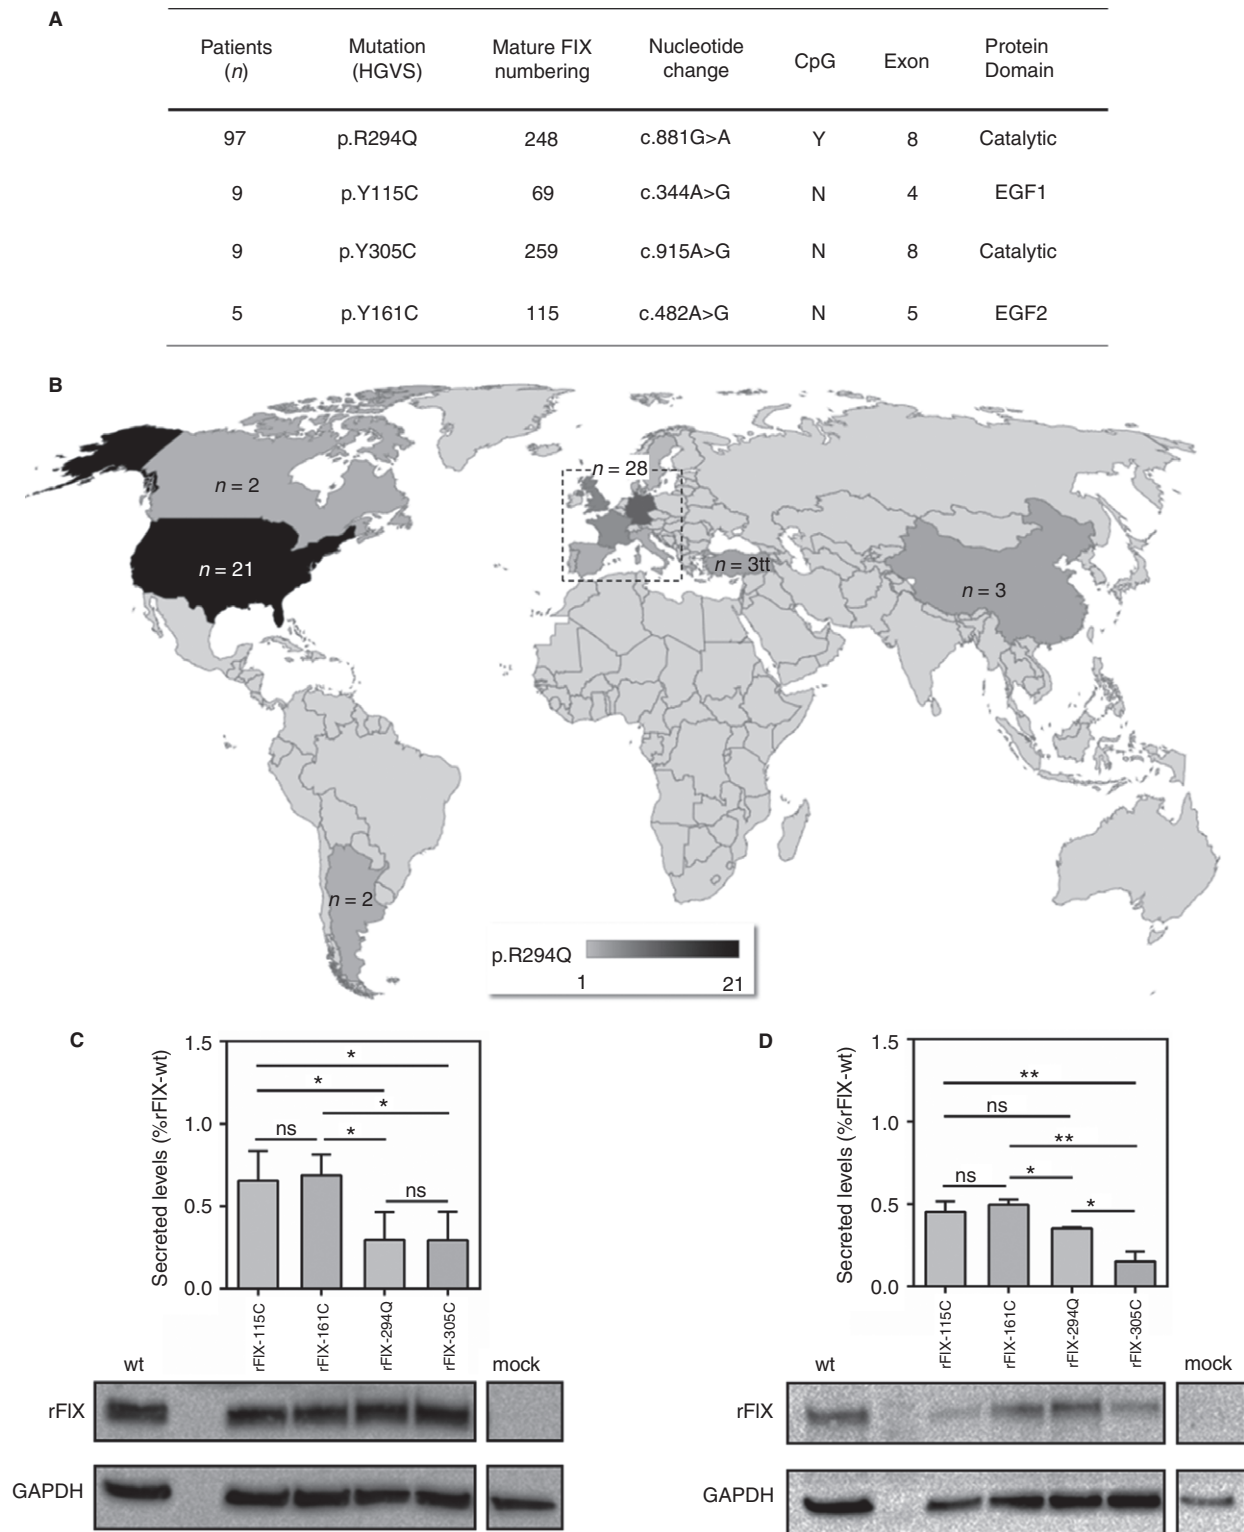 A
Patients (n) Mutation (HGVS) Mature FIX numbering Nucleotide change CpG Exon Protein Domain
97 p.R294Q 248 c.881G>A Y 8 Catalytic
9 p.Y115C 69 c.344A>G N 4 EGF1
9 p.Y305C 259 c.915A>G N 8 Catalytic
5 p.Y161C 115 c.482A>G N 5 EGF2
B
n = 28
n = 2
n = 21
n = 3tt
n = 3
n = 2
p.R294Q
1 21
C
Secreted levels (%rFIX-wt)
1.5
1.0
0.5
0.0
*
*
*
ns *
ns
rFIX-115C rFIX-161C rFIX-294Q rFIX-305C
wt mock
rFIX
GAPDH
D
Secreted levels (%rFIX-wt)
1.5
1.0
0.5
0.0
**
ns
**
ns *
*
rFIX-115C rFIX-161C rFIX-294Q rFIX-305C
wt mock
rFIX
GAPDH